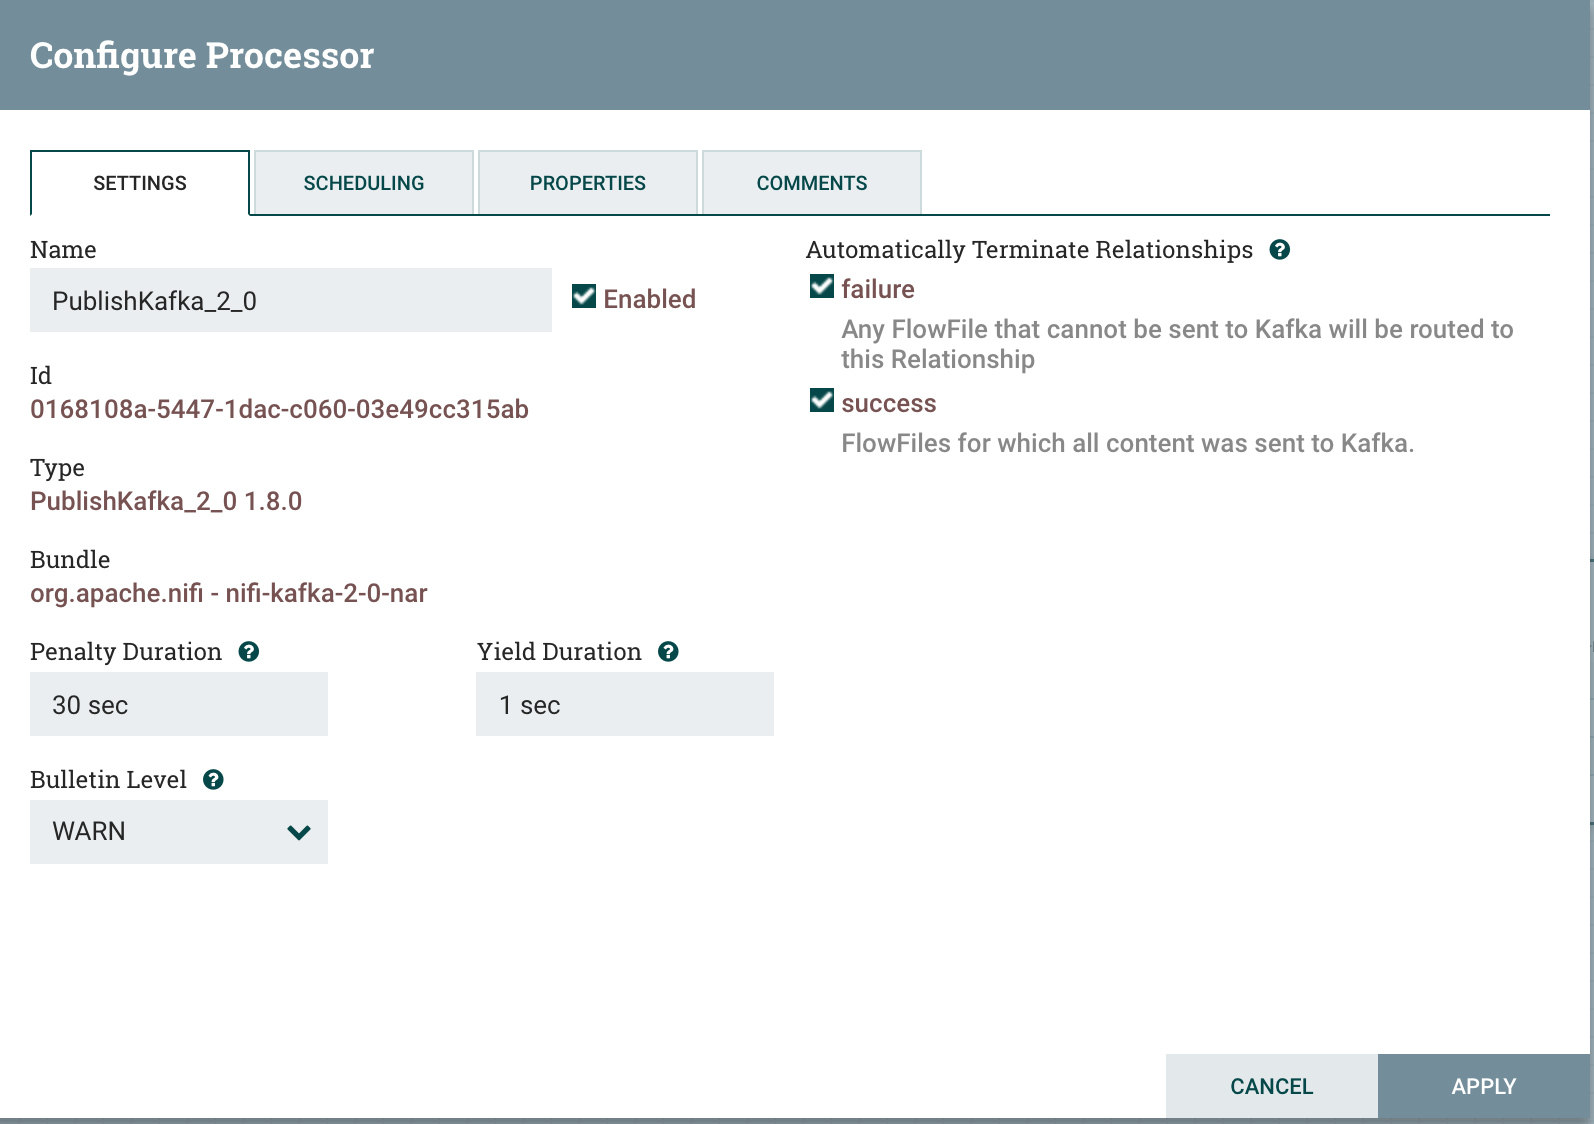 Configure Processor
SETTINGS
SCHEDULING
PROPERTIES
COMMENTS
Name
PublishKafka_2_0
Enabled
Id
0168108a-5447-1dac-c060-03e49cc315ab
Type
PublishKafka_2_0 1.8.0
Bundle
org.apache.nifi - nifi-kafka-2-0-nar
Penalty Duration ?
30 sec
Yield Duration ?
1 sec
Bulletin Level ?
WARN
Automatically Terminate Relationships ?
failure
Any FlowFile that cannot be sent to Kafka will be routed to
this Relationship
success
FlowFiles for which all content was sent to Kafka.
CANCEL
APPLY